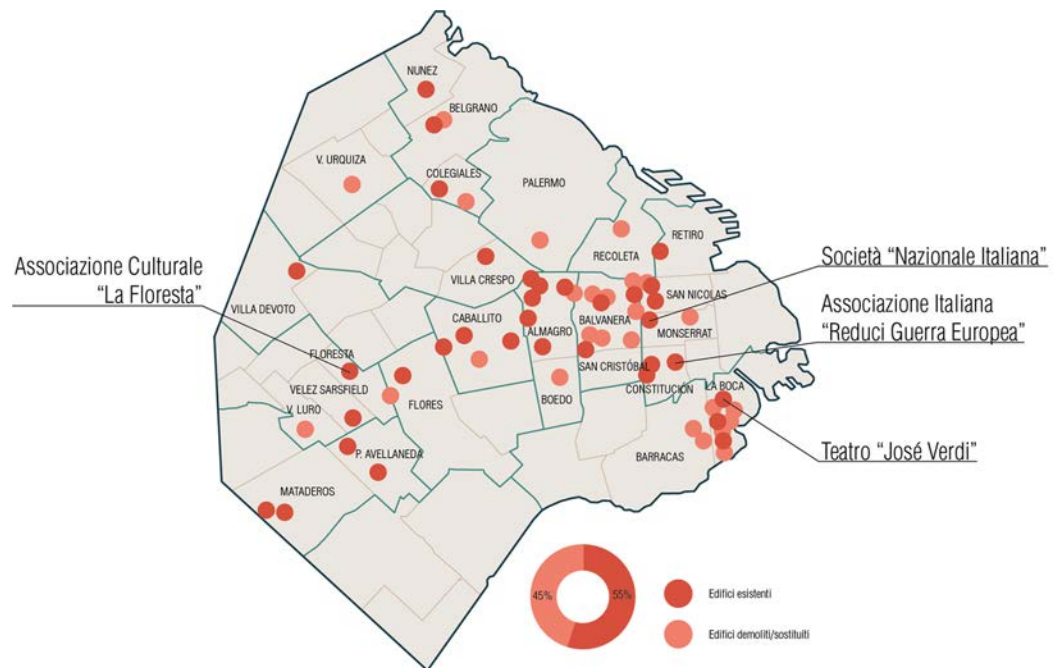 NUNEZ
BELGRANO
V. URQUIZA
COLEGIALES
PALERMO
RECOLETA
RETIRO
Associazione Culturale
“La Floresta”
VILLA CRESPO
Società “Nazionale Italiana”
SAN NICOLAS
VILLA DEVOTO
CABALLITO
ALMAGRO
BALVANERA
MONSERRAT
Associazione Italiana
“Reduci Guerra Europea”
FLORESTA
SAN CRISTÓBAL
VELEZ SARSFIELD
CONSTITUCIÓN
LA BOCA
FLORES
BOEDO
V. LURO
P. AVELLANEDA
BARRACAS
Teatro “José Verdi”
MATADEROS
45%
55%
Edifici esistenti
Edifici demoliti/sostituiti